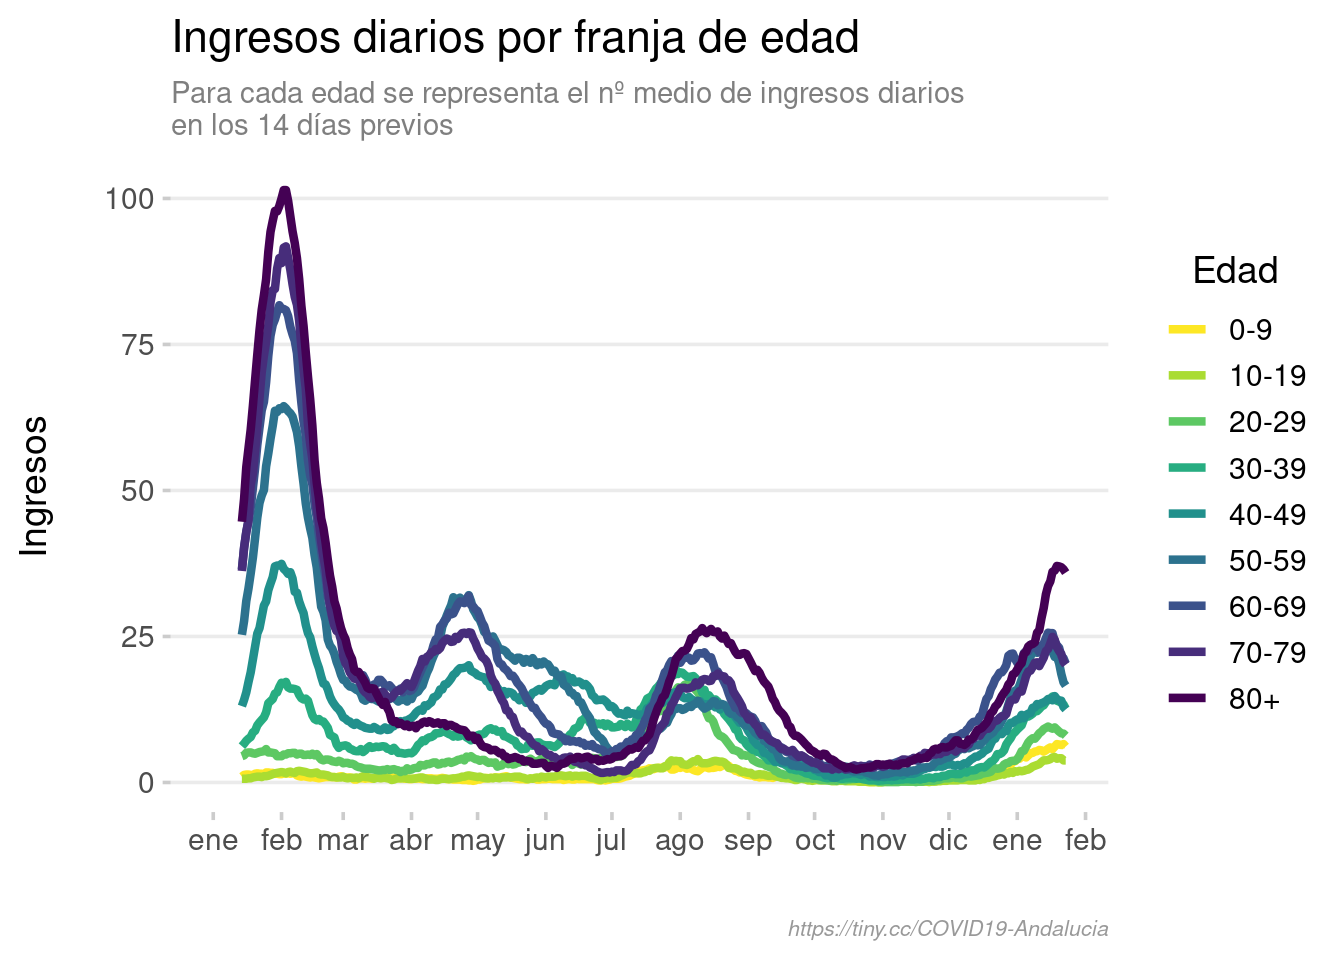 Ingresos diarios por franja de edad
Para cada edad se representa el nº medio de ingresos diarios
en los 14 días previos
Ingresos
100
75
50
25
0
ene feb mar abr may jun jul ago sep oct nov dic ene feb
Edad
0-9
10-19
20-29
30-39
40-49
50-59
60-69
70-79
80+
https://tiny.cc/COVID19-Andalucia